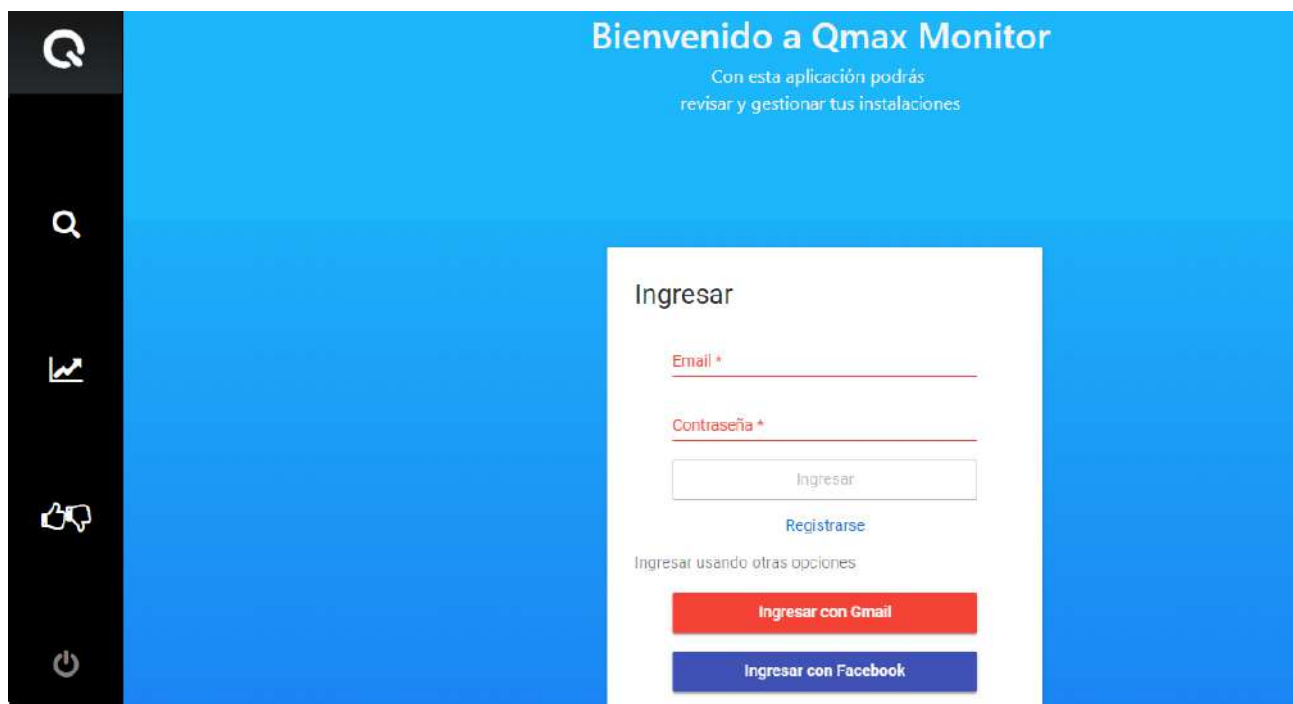 Bienvenido a Qmax Monitor
Con esta aplicación podrás
revisar y gestionar tus instalaciones
Ingresar
Email *
Contraseña *
Ingresar
Registrarse
Ingresar usando otras opciones
Ingresar con Gmail
Ingresar con Facebook